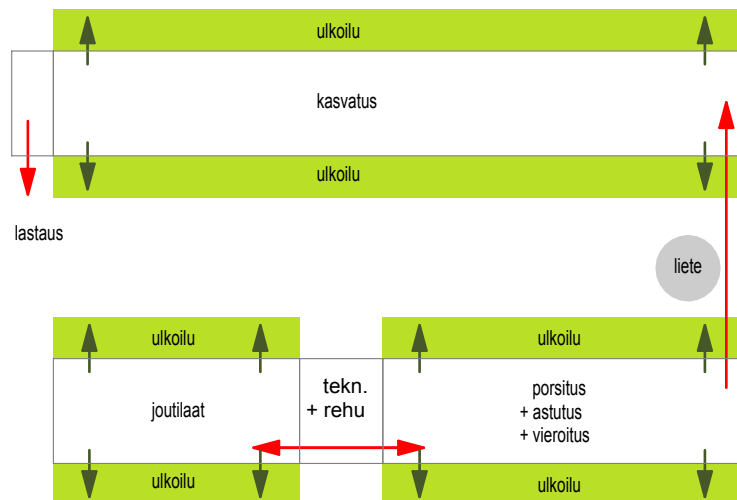 ulkoilu
kasvatus
ulkoilu
lastaus
liete
ulkoilu
ulkoilu
joutilaat
tekn.
+ rehu
porsitus
+ astutus
+ vieroitus
ulkoilu
ulkoilu